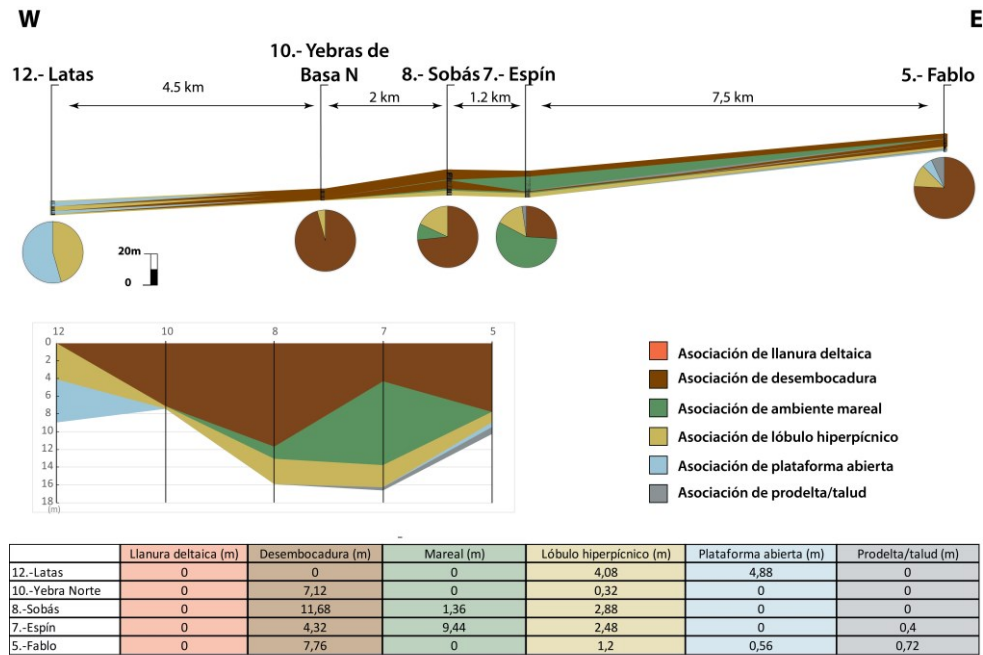 W
E
12.- Latas
10.- Yebras de
Basa N
8.- Sobás
7.- Espín
5.- Fablo
4.5 km
2 km
1.2 km
7,5 km
20m
0
12 10 8 7 5
0
2
4
6
8
10
12
14
16
18
(m)
Asociación de llanura deltaica
Asociación de desembocadura
Asociación de ambiente mareal
Asociación de lóbulo hiperpícnico
Asociación de plataforma abierta
Asociación de prodelta/talud
Llanura deltaica (m) Desembocadura (m) Mareal (m) Lóbulo hiperpícnico (m) Plataforma abierta (m) Prodelta/talud (m)
12.-Latas 0 0 0 4,08 4,88 0
10.-Yebra Norte 0 7,12 0 0,32 0 0
8.-Sobás 0 11,68 1,36 2,88 0 0
7.-Espín 0 4,32 9,44 2,48 0 0,4
5.-Fablo 0 7,76 0 1,2 0,56 0,72